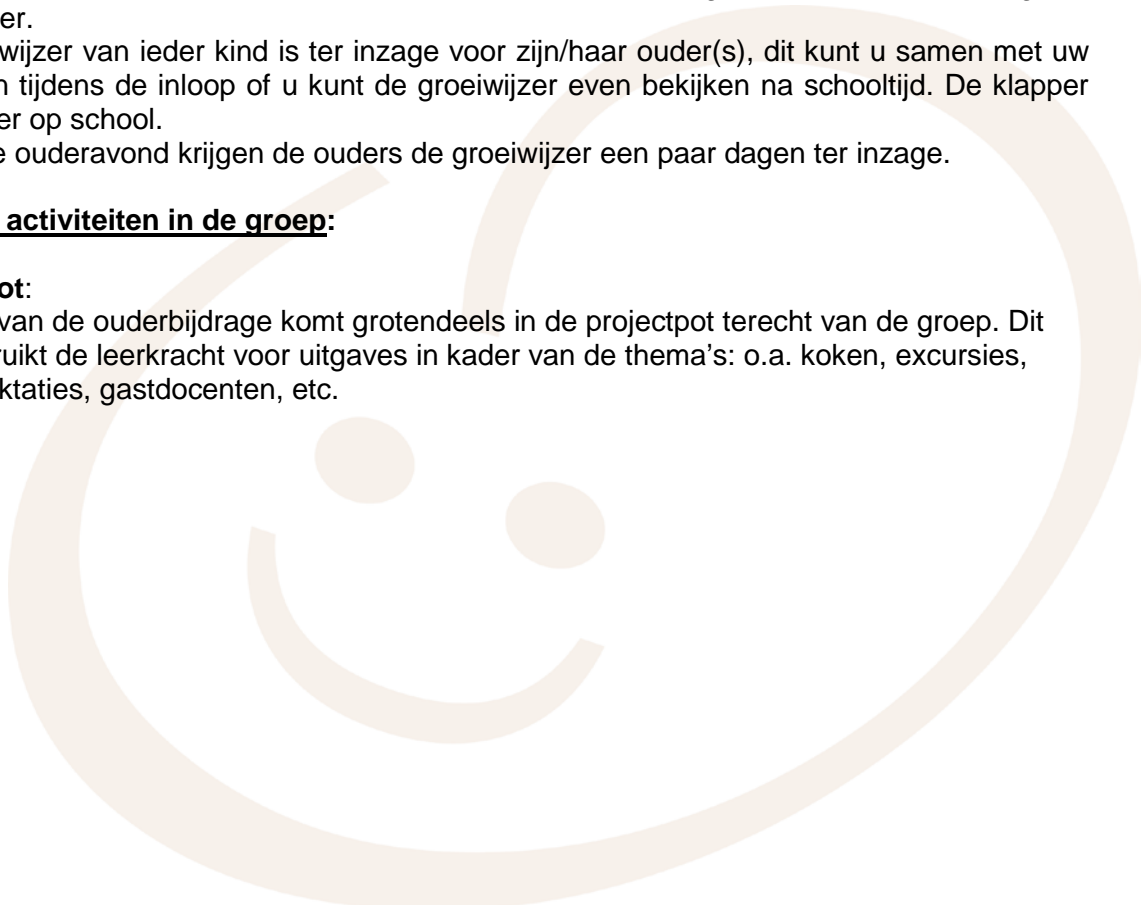 er.
wijzer van ieder kind is ter inzage voor zijn/haar ouder(s), dit kunt u samen met uw
n tijdens de inloop of u kunt de groeiwijzer even bekijken na schooltijd. De klapper
er op school.
e ouderavond krijgen de ouders de groeiwijzer een paar dagen ter inzage.
activiteiten in de groep:
ot:
van de ouderbijdrage komt grotendeels in de projectpot terecht van de groep. Dit
ruikt de leerkracht voor uitgaves in kader van de thema's: o.a. koken, excursies,
ktaties, gastdocenten, etc.